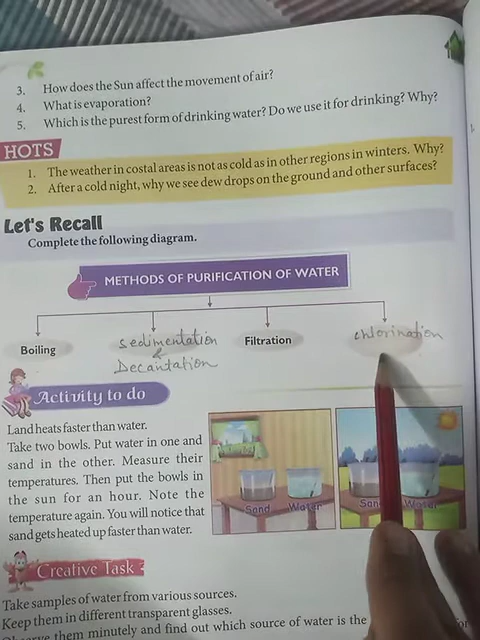 3. How does the Sun affect the movement of air?
4. What is evaporation?
5. Which is the purest form of drinking water? Do we use it for drinking? Why?
HOTS
1. The weather in costal areas is not as cold as in other regions in winters. Why?
2. After a cold night, why we see dew drops on the ground and other surfaces?
Let's Recall
Complete the following diagram.
METHODS OF PURIFICATION OF WATER
Boiling
sedimentation
&
Decantation
Filtration
chlorination
Activity to do
Land heats faster than water.
Take two bowls. Put water in one and
sand in the other. Measure their
temperatures. Then put the bowls in
the sun for an hour. Note the
temperature again. You will notice that
sand gets heated up faster than water.
Sand Water
Sand Water
Creative Task
Take samples of water from various sources.
Keep them in different transparent glasses.
Observe them minutely and find out which source of water is the